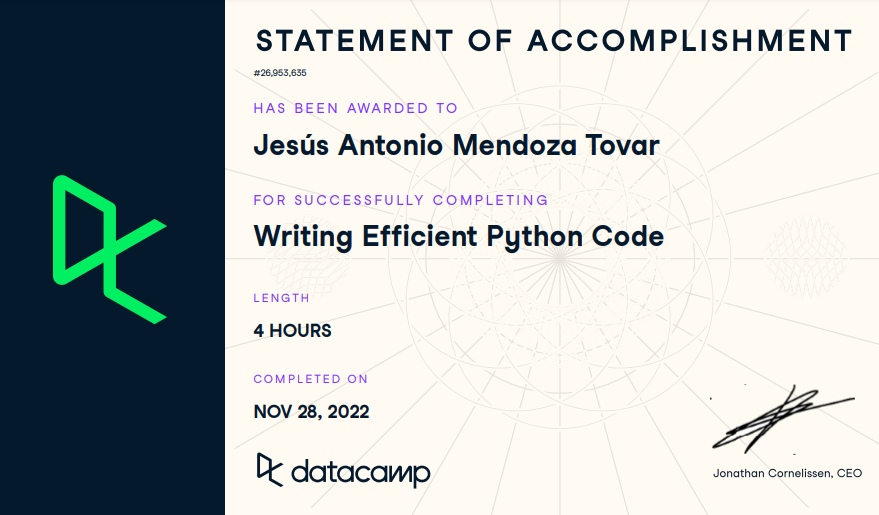 STATEMENT OF ACCOMPLISHMENT
#26,953,635
HAS BEEN AWARDED TO
Jesús Antonio Mendoza Tovar
FOR SUCCESSFULLY COMPLETING
Writing Efficient Python Code
LENGTH
4 HOURS
COMPLETED ON
NOV 28, 2022
datacamp
Jonathan Cornelissen, CEO